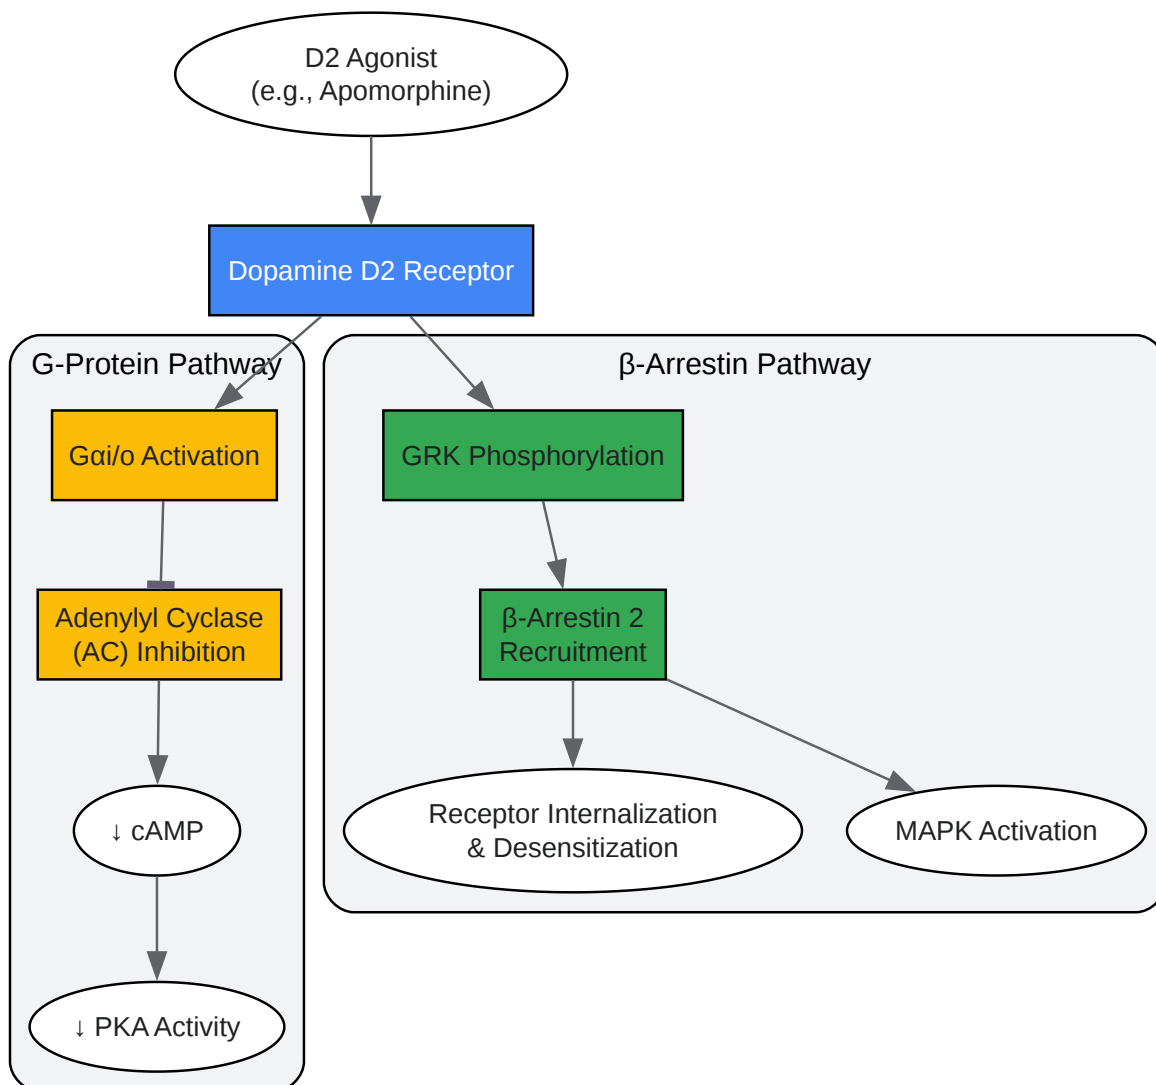 D2 Agonist
(e.g., Apomorphine)
Dopamine D2 Receptor
G-Protein Pathway
Gαi/o Activation
Adenylyl Cyclase
(AC) Inhibition
↓ cAMP
↓ PKA Activity
β-Arrestin Pathway
GRK Phosphorylation
β-Arrestin 2
Recruitment
Receptor Internalization
& Desensitization
MAPK Activation